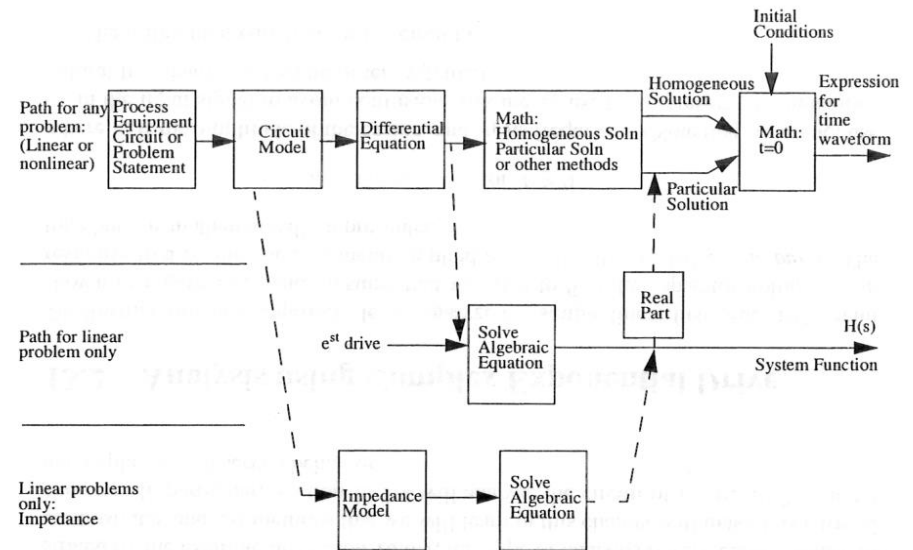 Initial
Conditions
Path for any
problem:
(Linear or
nonlinear)
Process
Equipment
Circuit or
Problem
Statement
Circuit
Model
Differential
Equation
Math:
Homogeneous Soln
Particular Soln
or other methods
Homogeneous
Solution
Particular
Solution
Math:
t=0
Expression
for
time
waveform
Path for linear
problem only
e^st drive
Solve
Algebraic
Equation
Real
Part
H(s)
System Function
Linear problems
only:
Impedance
Impedance
Model
Solve
Algebraic
Equation